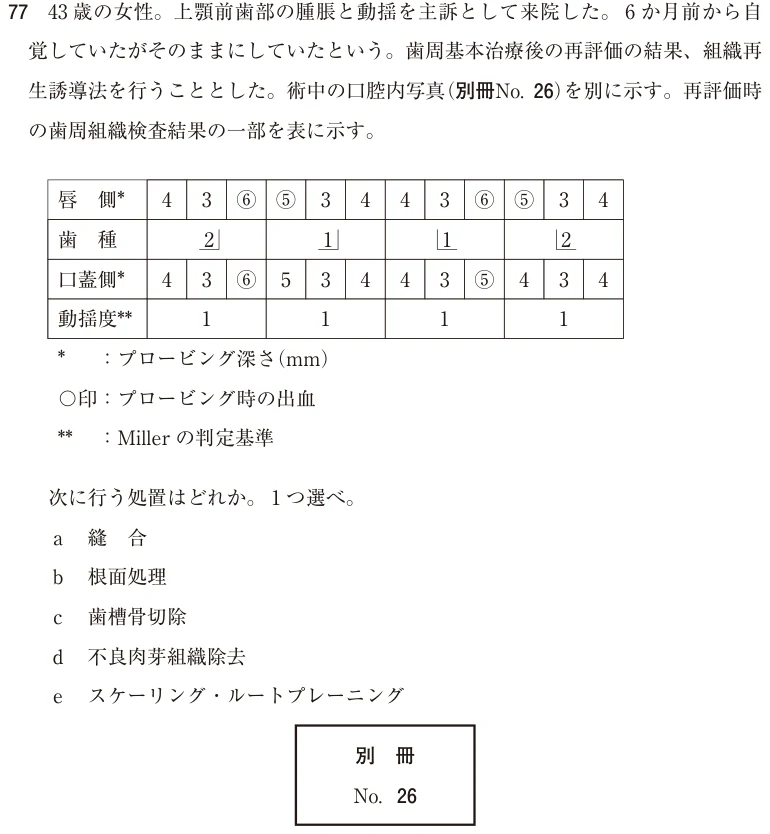 77 43歳の女性。上顎前歯部の腫脹と動揺を主訴として来院した。6か月前から自
覚していたがそのままにしていたという。歯周基本治療後の再評価の結果、組織再
生誘導法を行うこととした。術中の口腔内写真(別冊No. 26)を別に示す。再評価時
の歯周組織検査結果の一部を表に示す。
唇 側* 4 3 ⑥ ⑤ 3 4 4 3 ⑥ ⑤ 3 4
歯 種 2 1 1 2
口蓋側* 4 3 ⑥ 5 3 4 4 3 ⑤ 4 3 4
動揺度** 1 1 1 1
* :プロービング深さ(mm)
○印:プロービング時の出血
** :Millerの判定基準
次に行う処置はどれか。1つ選べ。
a 縫 合
b 根面処理
c 歯槽骨切除
d 不良肉芽組織除去
e スケーリング・ルートプレーニング
別 冊
No. 26